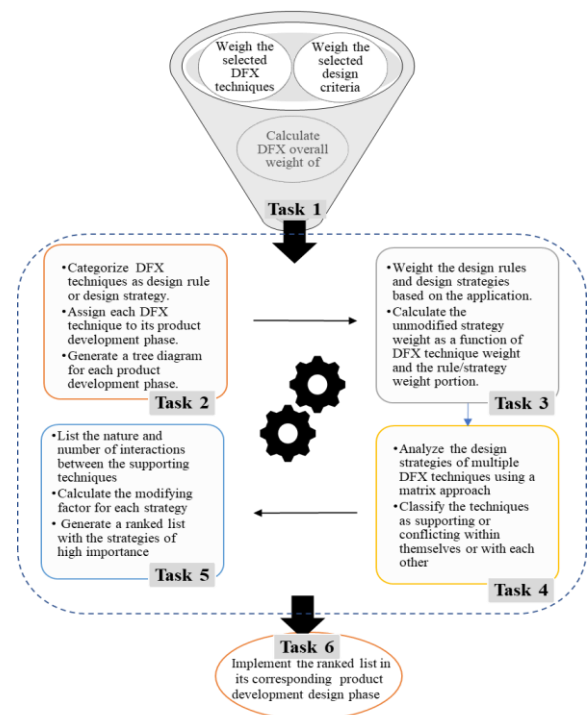 Weigh the
selected
DFX
techniques
Weigh the
selected
design
criteria
Calculate
DFX overall
weight of
Task 1
•Categorize DFX
techniques as design rule
or design strategy.
•Assign each DFX
technique to its product
development phase.
•Generate a tree diagram
for each product
development phase.
Task 2
•Weight the design rules
and design strategies
based on the application.
•Calculate the
unmodified strategy
weight as a function of
DFX technique weight
and the rule/strategy
weight portion.
Task 3
•Analyze the design
strategies of multiple
DFX techniques using a
matrix approach
•Classify the techniques
as supporting or
conflicting within
themselves or with each
other
Task 4
•List the nature and
number of interactions
between the supporting
techniques
•Calculate the modifying
factor for each strategy
• Generate a ranked list
with the strategies of
high importance
Task 5
Task 6
Implement the ranked list in
its corresponding product
development design phase